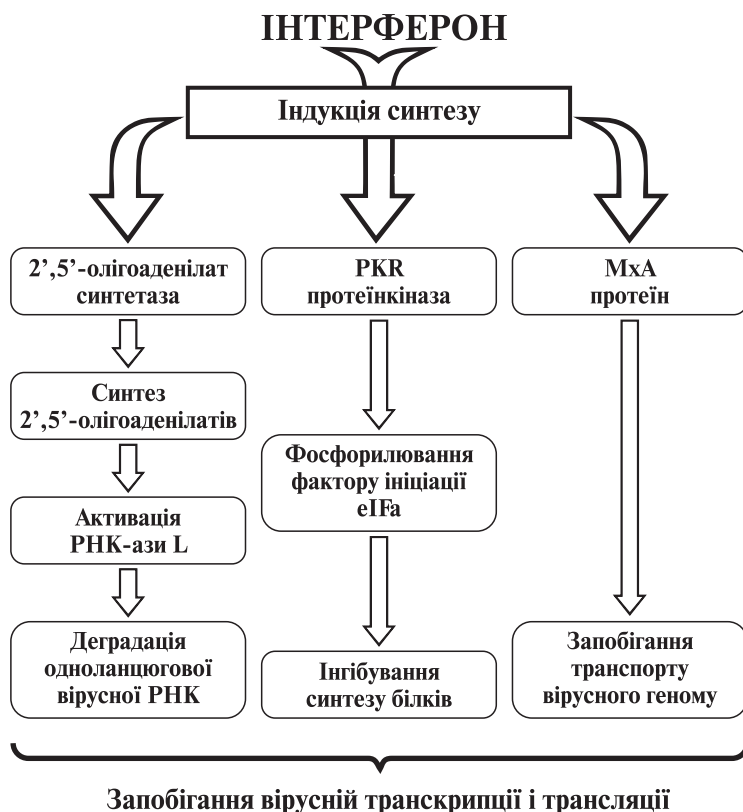 ІНТЕРФЕРОН
Індукція синтезу
2’,5’-олігоаденілат
синтетаза
Синтез
2’,5’-олігоаденілатів
Активація
РНК-ази L
Деградація
одноланцюгової
вірусної РНК
PKR
протеїнкіназа
Фосфорилювання
фактору ініціації
eIFa
Інгібування
синтезу білків
MxA
протеїн
Запобігання
транспорту
вірусного геному
Запобігання вірусній транскрипції і трансляції